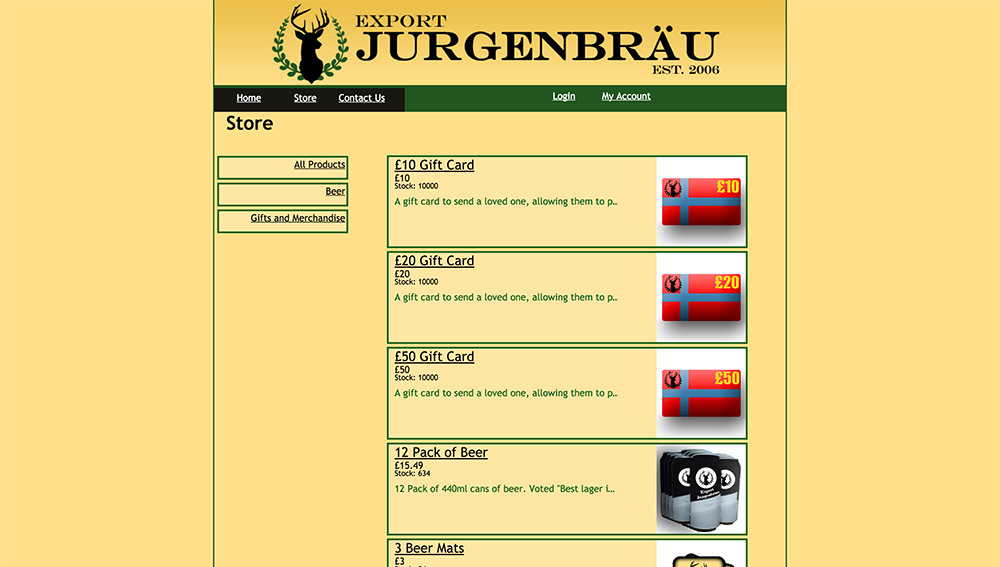 EXPORT
JURGENBRÄU
EST. 2006
Home Store Contact Us Login My Account
Store
All Products
Beer
Gifts and Merchandise
£10 Gift Card
£10
Stock: 10000
A gift card to send a loved one, allowing them to p..
£10
£20 Gift Card
£20
Stock: 10000
A gift card to send a loved one, allowing them to p..
£20
£50 Gift Card
£50
Stock: 10000
A gift card to send a loved one, allowing them to p..
£50
12 Pack of Beer
£15.49
Stock: 634
12 Pack of 440ml cans of beer. Voted "Best lager i...
Export
Jurgenbräu
3 Beer Mats
£3